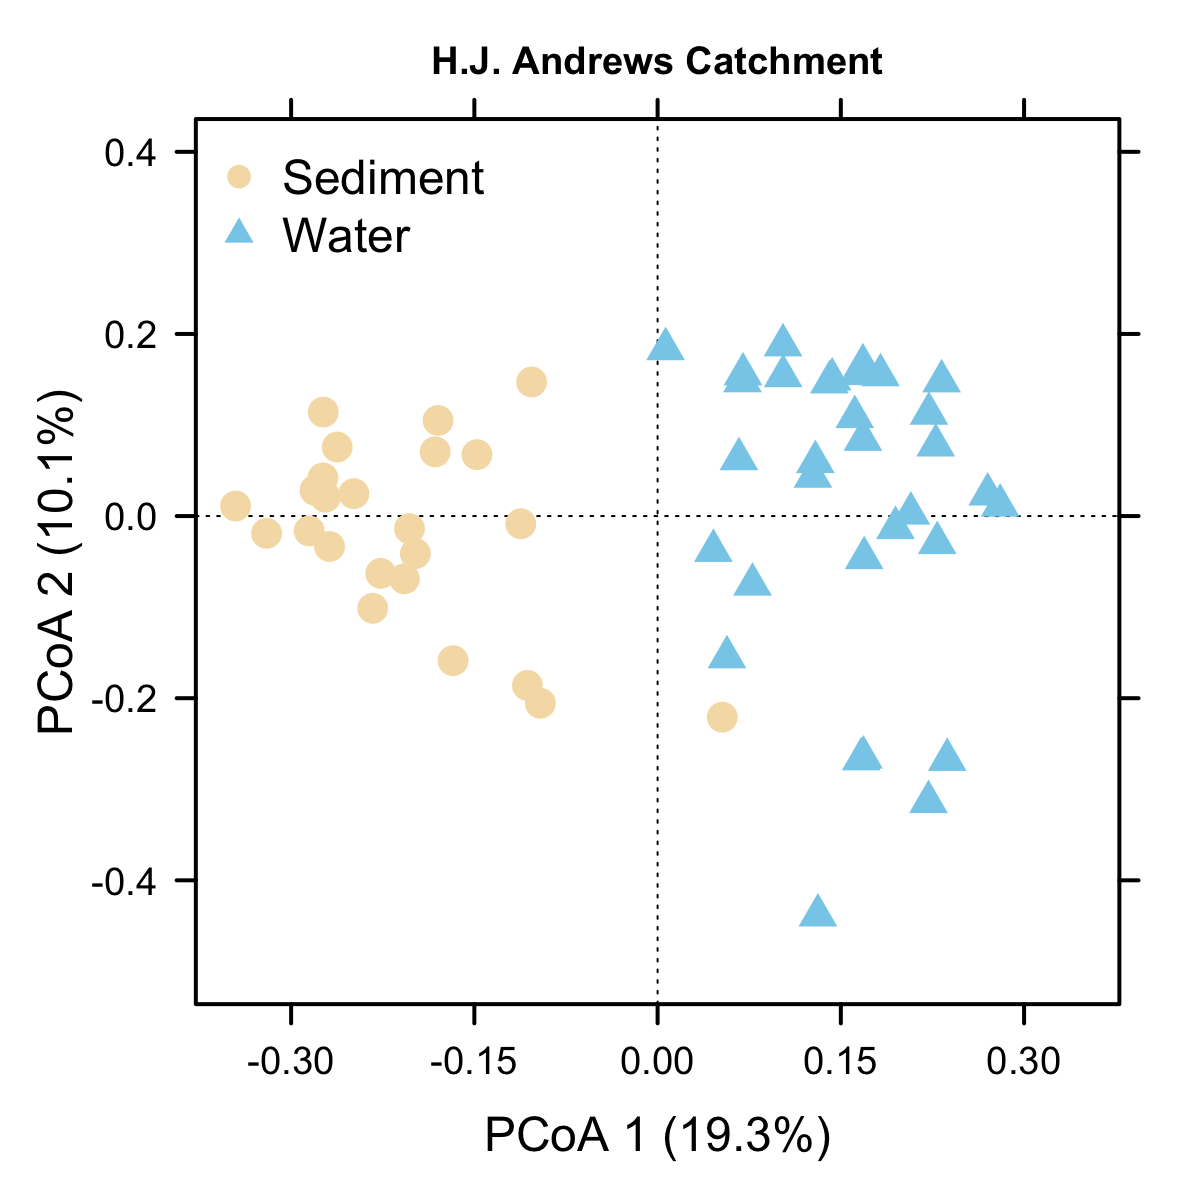 H.J. Andrews Catchment
Sediment
Water
0.4
0.2
0.0
-0.2
-0.4
PCoA 2 (10.1%)
-0.30
-0.15
0.00
0.15
0.30
PCoA 1 (19.3%)